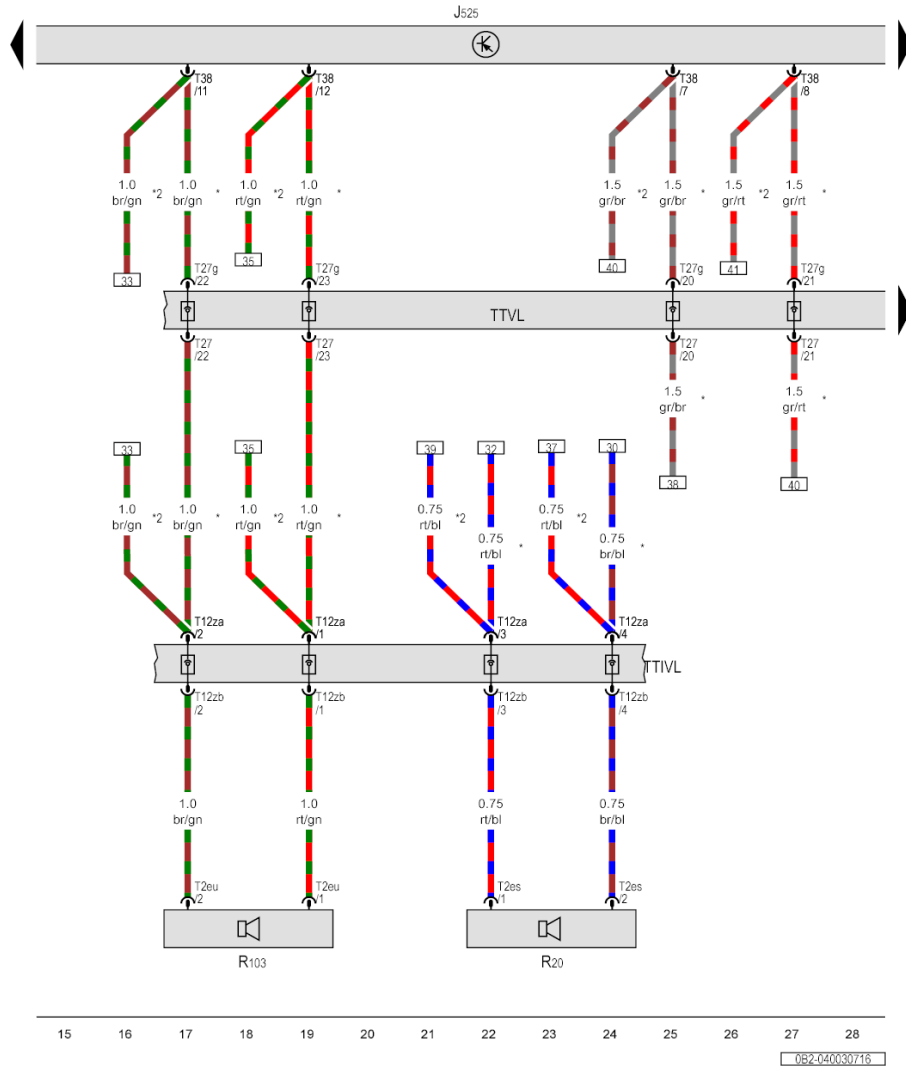 J525
T38 T38 T38 T38
/11 /12 /7 /8
1.0 *2 1.0 * 1.0 *2 1.0 * 1.5 *2 1.5 * 1.5 *2 1.5 *
br/gn br/gn rt/gn rt/gn gr/br gr/br gr/rt gr/rt
33 35 40 41
T27g T27g T27g T27g
/22 /23 /20 /21
TTVL
T27 T27 T27 T27
/22 /23 /20 /21
1.5 * 1.5 *
gr/br gr/rt
33 35 39 32 37 30
38 40
1.0 *2 1.0 * 1.0 *2 1.0 * 0.75 *2 0.75 *2
br/gn br/gn rt/gn rt/gn rt/bl rt/bl
0.75 * 0.75 *
rt/bl br/bl
T12za T12za T12za T12za
/2 /1 /3 /4
TTIVL
T12zb T12zb T12zb T12zb
/2 /1 /3 /4
1.0 1.0 0.75 0.75
br/gn rt/gn rt/bl br/bl
T2eu T2eu T2es T2es
/2 /1 /1 /2
R103 R20
15 16 17 18 19 20 21 22 23 24 25 26 27 28
0B2-040030716